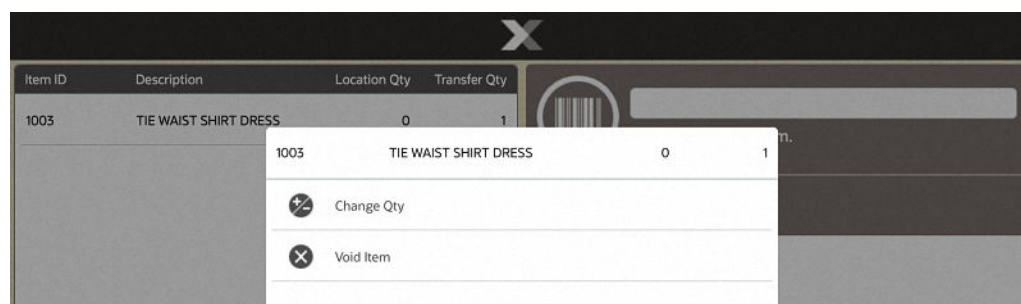 Item ID Description Location Qty Transfer Qty
1003 TIE WAIST SHIRT DRESS 0 1
m.
1003 TIE WAIST SHIRT DRESS 0 1
Change Qty
Void Item